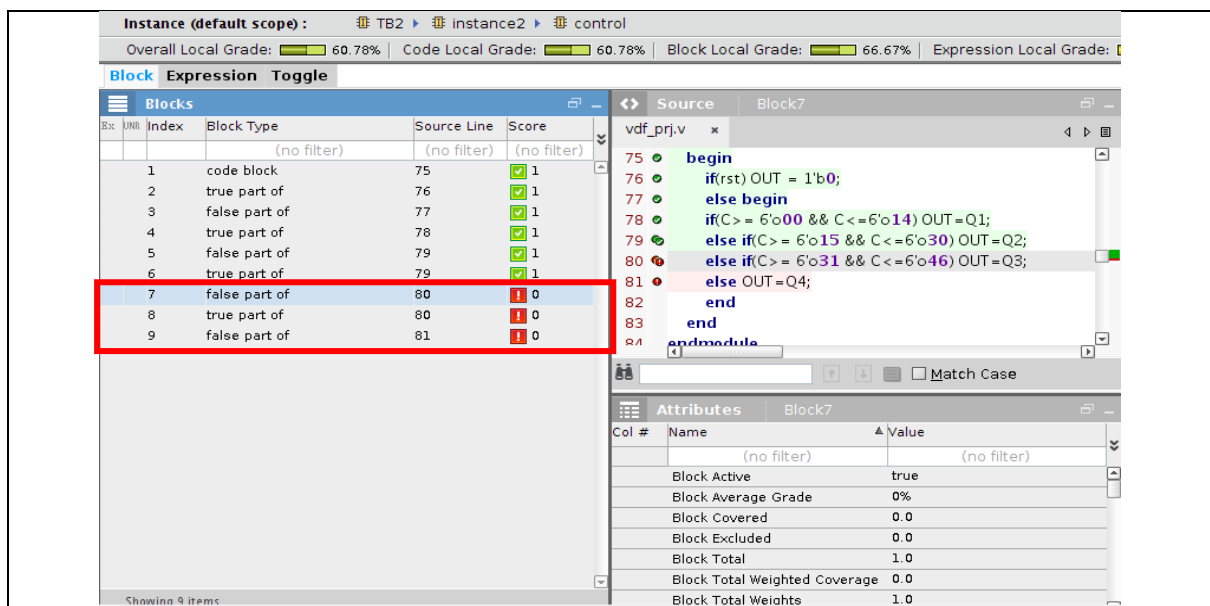 Instance (default scope) : TB2 instance2 control
Overall Local Grade: 60.78% Code Local Grade: 60.78% Block Local Grade: 66.67% Expression Local Grade:
Block Expression Toggle
Blocks
Ex UNR Index Block Type Source Line Score
(no filter) (no filter) (no filter)
1 code block 75 1
2 true part of 76 1
3 false part of 77 1
4 true part of 78 1
5 false part of 79 1
6 true part of 79 1
7 false part of 80 0
8 true part of 80 0
9 false part of 81 0
Showing 9 items
<> Source Block7
vdf_prj.v
75 begin
76 if(rst) OUT = 1'b0;
77 else begin
78 if(C>= 6'o00 && C<=6'o14) OUT=Q1;
79 else if(C>= 6'o15 && C<=6'o30) OUT=Q2;
80 else if(C>= 6'o31 && C<=6'o46) OUT=Q3;
81 else OUT=Q4;
82 end
83 end
84 endmodule
Match Case
Attributes Block7
Col # Name Value
(no filter) (no filter)
Block Active true
Block Average Grade 0%
Block Covered 0.0
Block Excluded 0.0
Block Total 1.0
Block Total Weighted Coverage 0.0
Block Total Weights 1.0